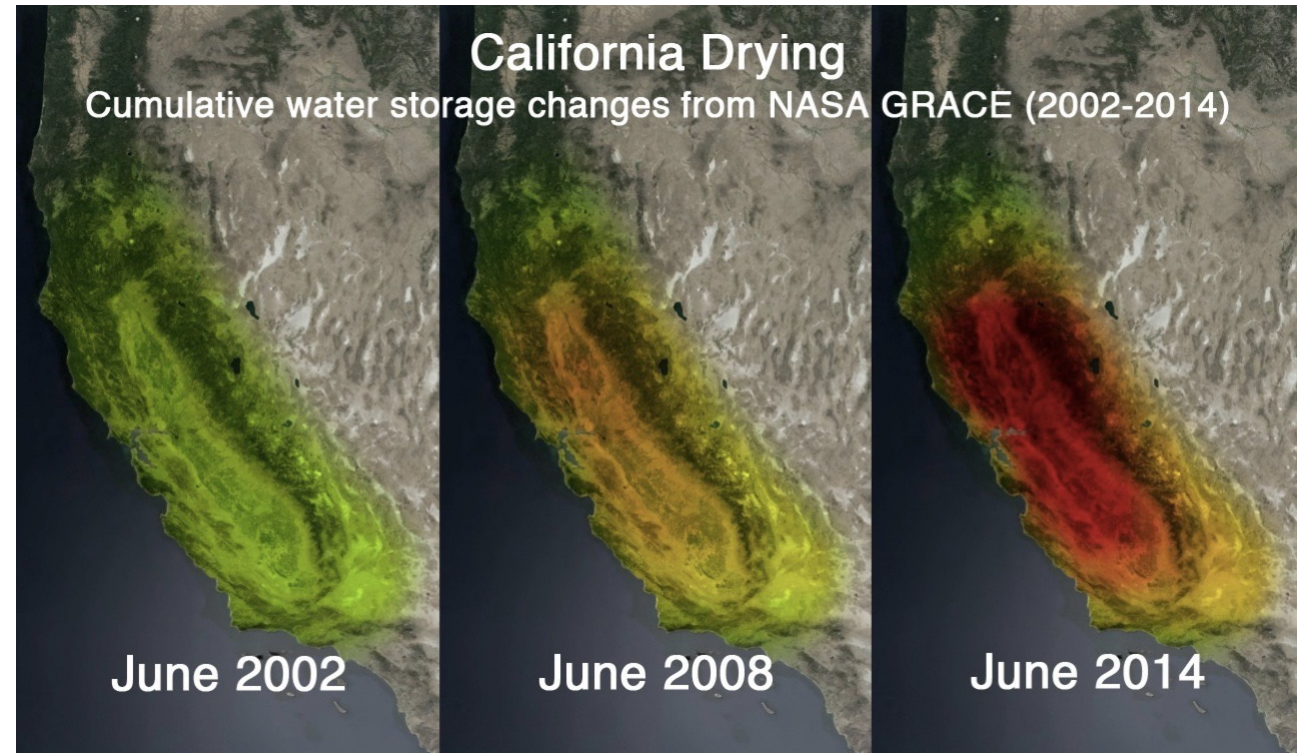 California Drying
Cumulative water storage changes from NASA GRACE (2002-2014)
June 2002
June 2008
June 2014